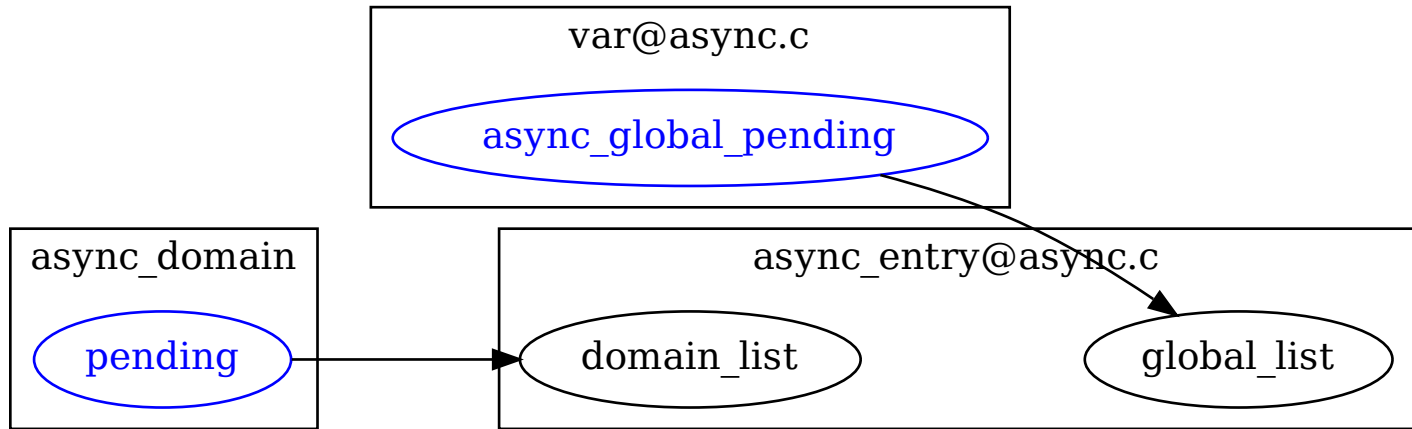 var@async.c
async_global_pending
async_domain
async_entry@async.c
pending
domain_list
global_list